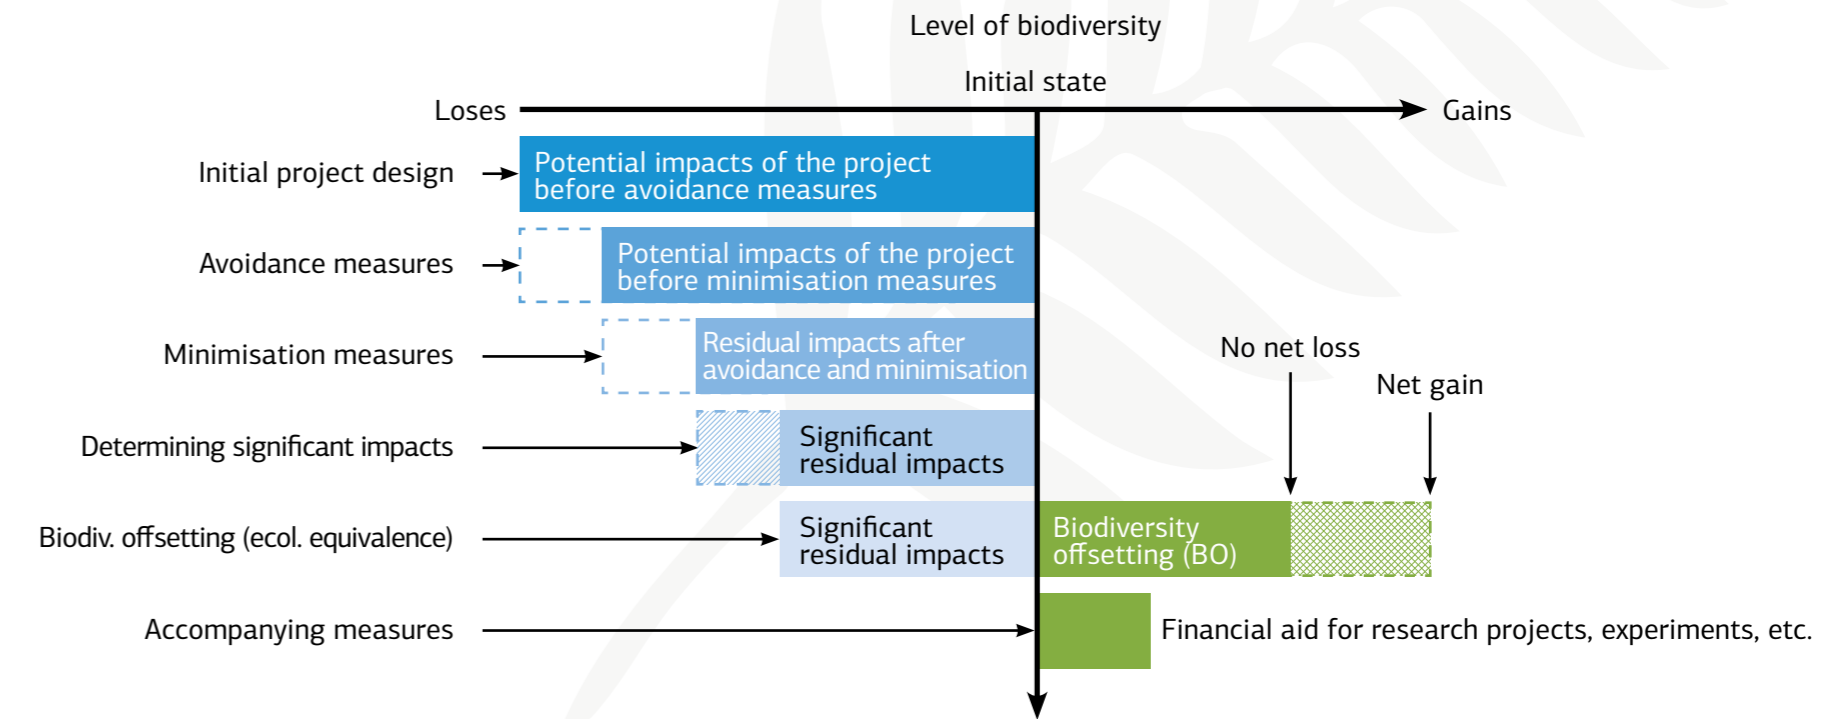 Level of biodiversity
Initial state
Loses
Gains
Initial project design
Potential impacts of the project
before avoidance measures
Avoidance measures
Potential impacts of the project
before minimisation measures
Minimisation measures
Residual impacts after
avoidance and minimisation
No net loss
Net gain
Determining significant impacts
Significant
residual impacts
Biodiv. offsetting (ecol. equivalence)
Significant
residual impacts
Biodiversity
offsetting (BO)
Accompanying measures
Financial aid for research projects, experiments, etc.